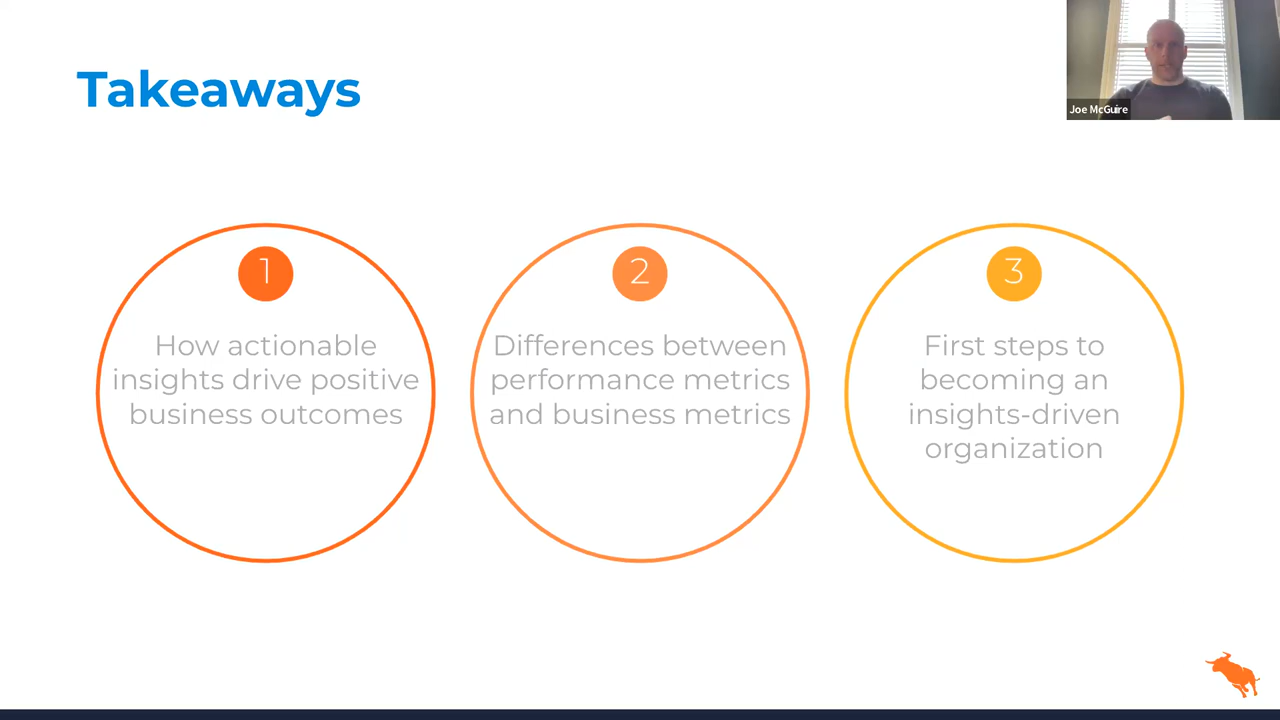 Takeaways
Joe McGuire
1
How actionable
insights drive positive
business outcomes
2
Differences between
performance metrics
and business metrics
3
First steps to
becoming an
insights-driven
organization